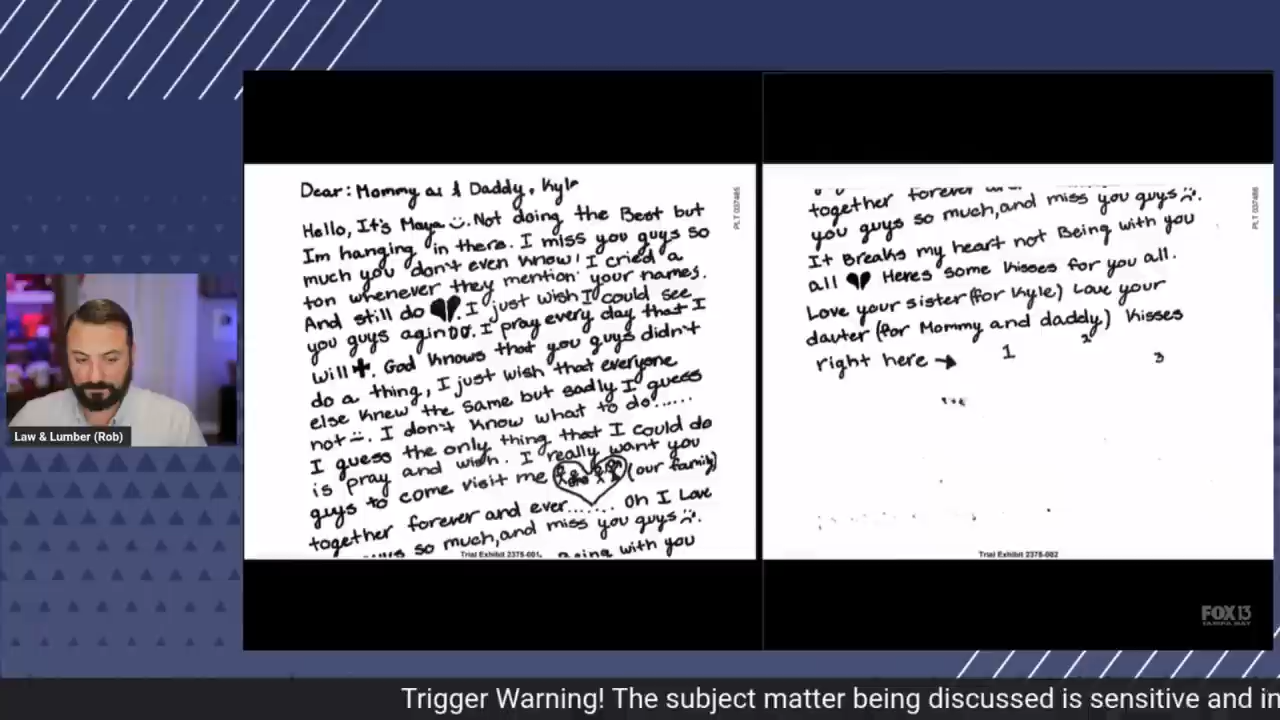 Dear: Mommy as & Daddy, Kyle
Hello, It's Maya. Not doing the Best but
Im hanging in there. I miss you guys so
much you don't even know! I cried a
ton whenever they mention your names.
And still do. I just wish I could see
you guys agin. I pray every day that I
will. God knows that you guys didn't
do a thing, I just wish that everyone
else knew the same but sadly I guess
not. I don't know what to do!.....
I guess the only thing that I could do
is pray and wish. I really want you
guys to come visit me (our family)
together forever and ever....... Oh I Love
so much, and miss you guys
Being with you
PLT 037485
Trial Exhibit 2375-001
together forever
you guys so much, and miss you guys
It Breaks my heart not Being with you
all Heres some kisses for you all.
Love your sister (for Kyle) Love your
dauter (for Mommy and daddy) Kisses
right here → 1 2 3
PLT 037486
Trial Exhibit 2375-002
Law & Lumber (Rob)
FOX 13
TAMPA BAY
Trigger Warning! The subject matter being discussed is sensitive and in